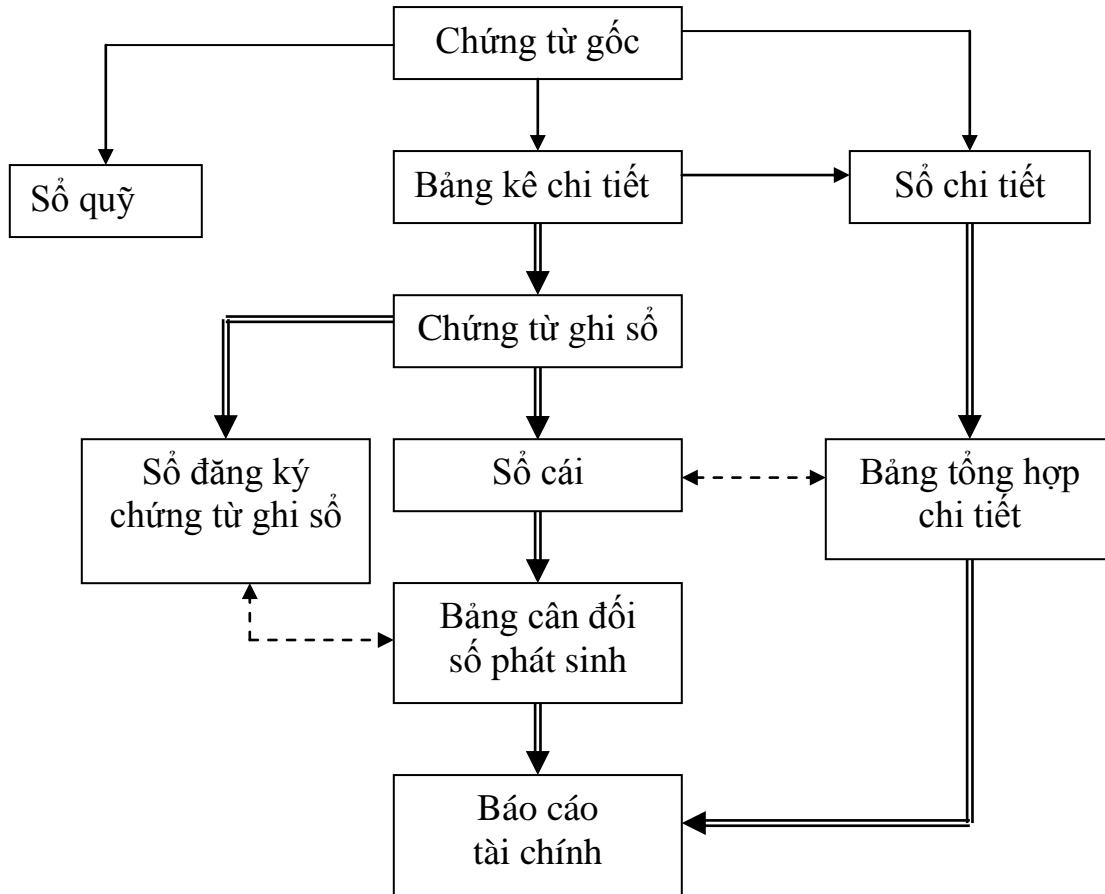 Chứng từ gốc
Sổ quỹ
Bảng kê chi tiết
Sổ chi tiết
Chứng từ ghi sổ
Sổ đăng ký
chứng từ ghi sổ
Sổ cái
Bảng tổng hợp
chi tiết
Bảng cân đối
số phát sinh
Báo cáo
tài chính